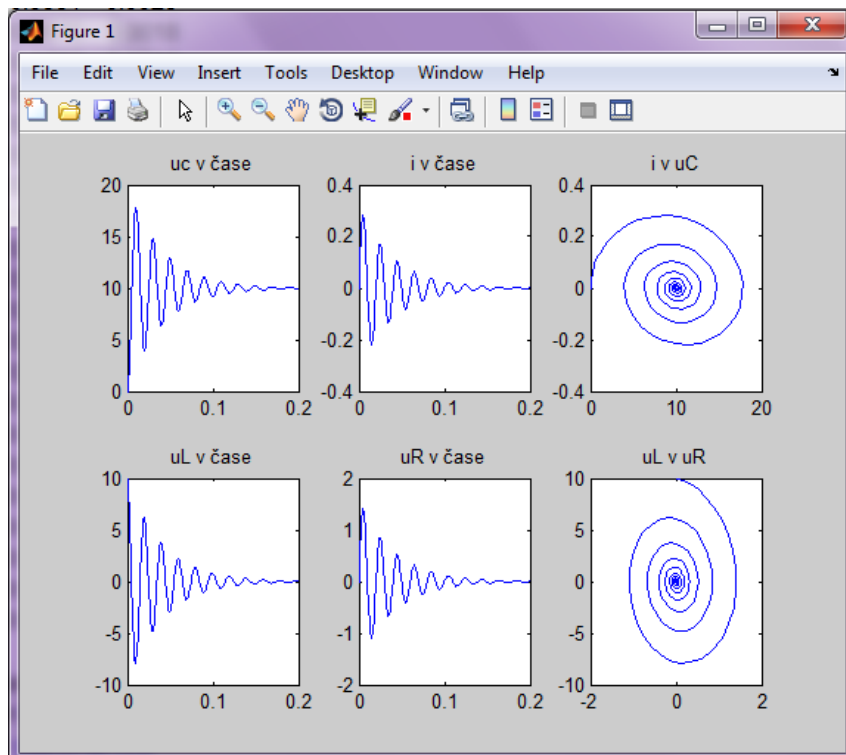 Figure 1
File Edit View Insert Tools Desktop Window Help
uc v čase
20
15
10
5
0
0 0.1 0.2
i v čase
0.4
0.2
0
-0.2
-0.4
0 0.1 0.2
i v uC
0.4
0.2
0
-0.2
-0.4
0 10 20
uL v čase
10
5
0
-5
-10
0 0.1 0.2
uR v čase
2
1
0
-1
-2
0 0.1 0.2
uL v uR
10
5
0
-5
-10
-2 0 2